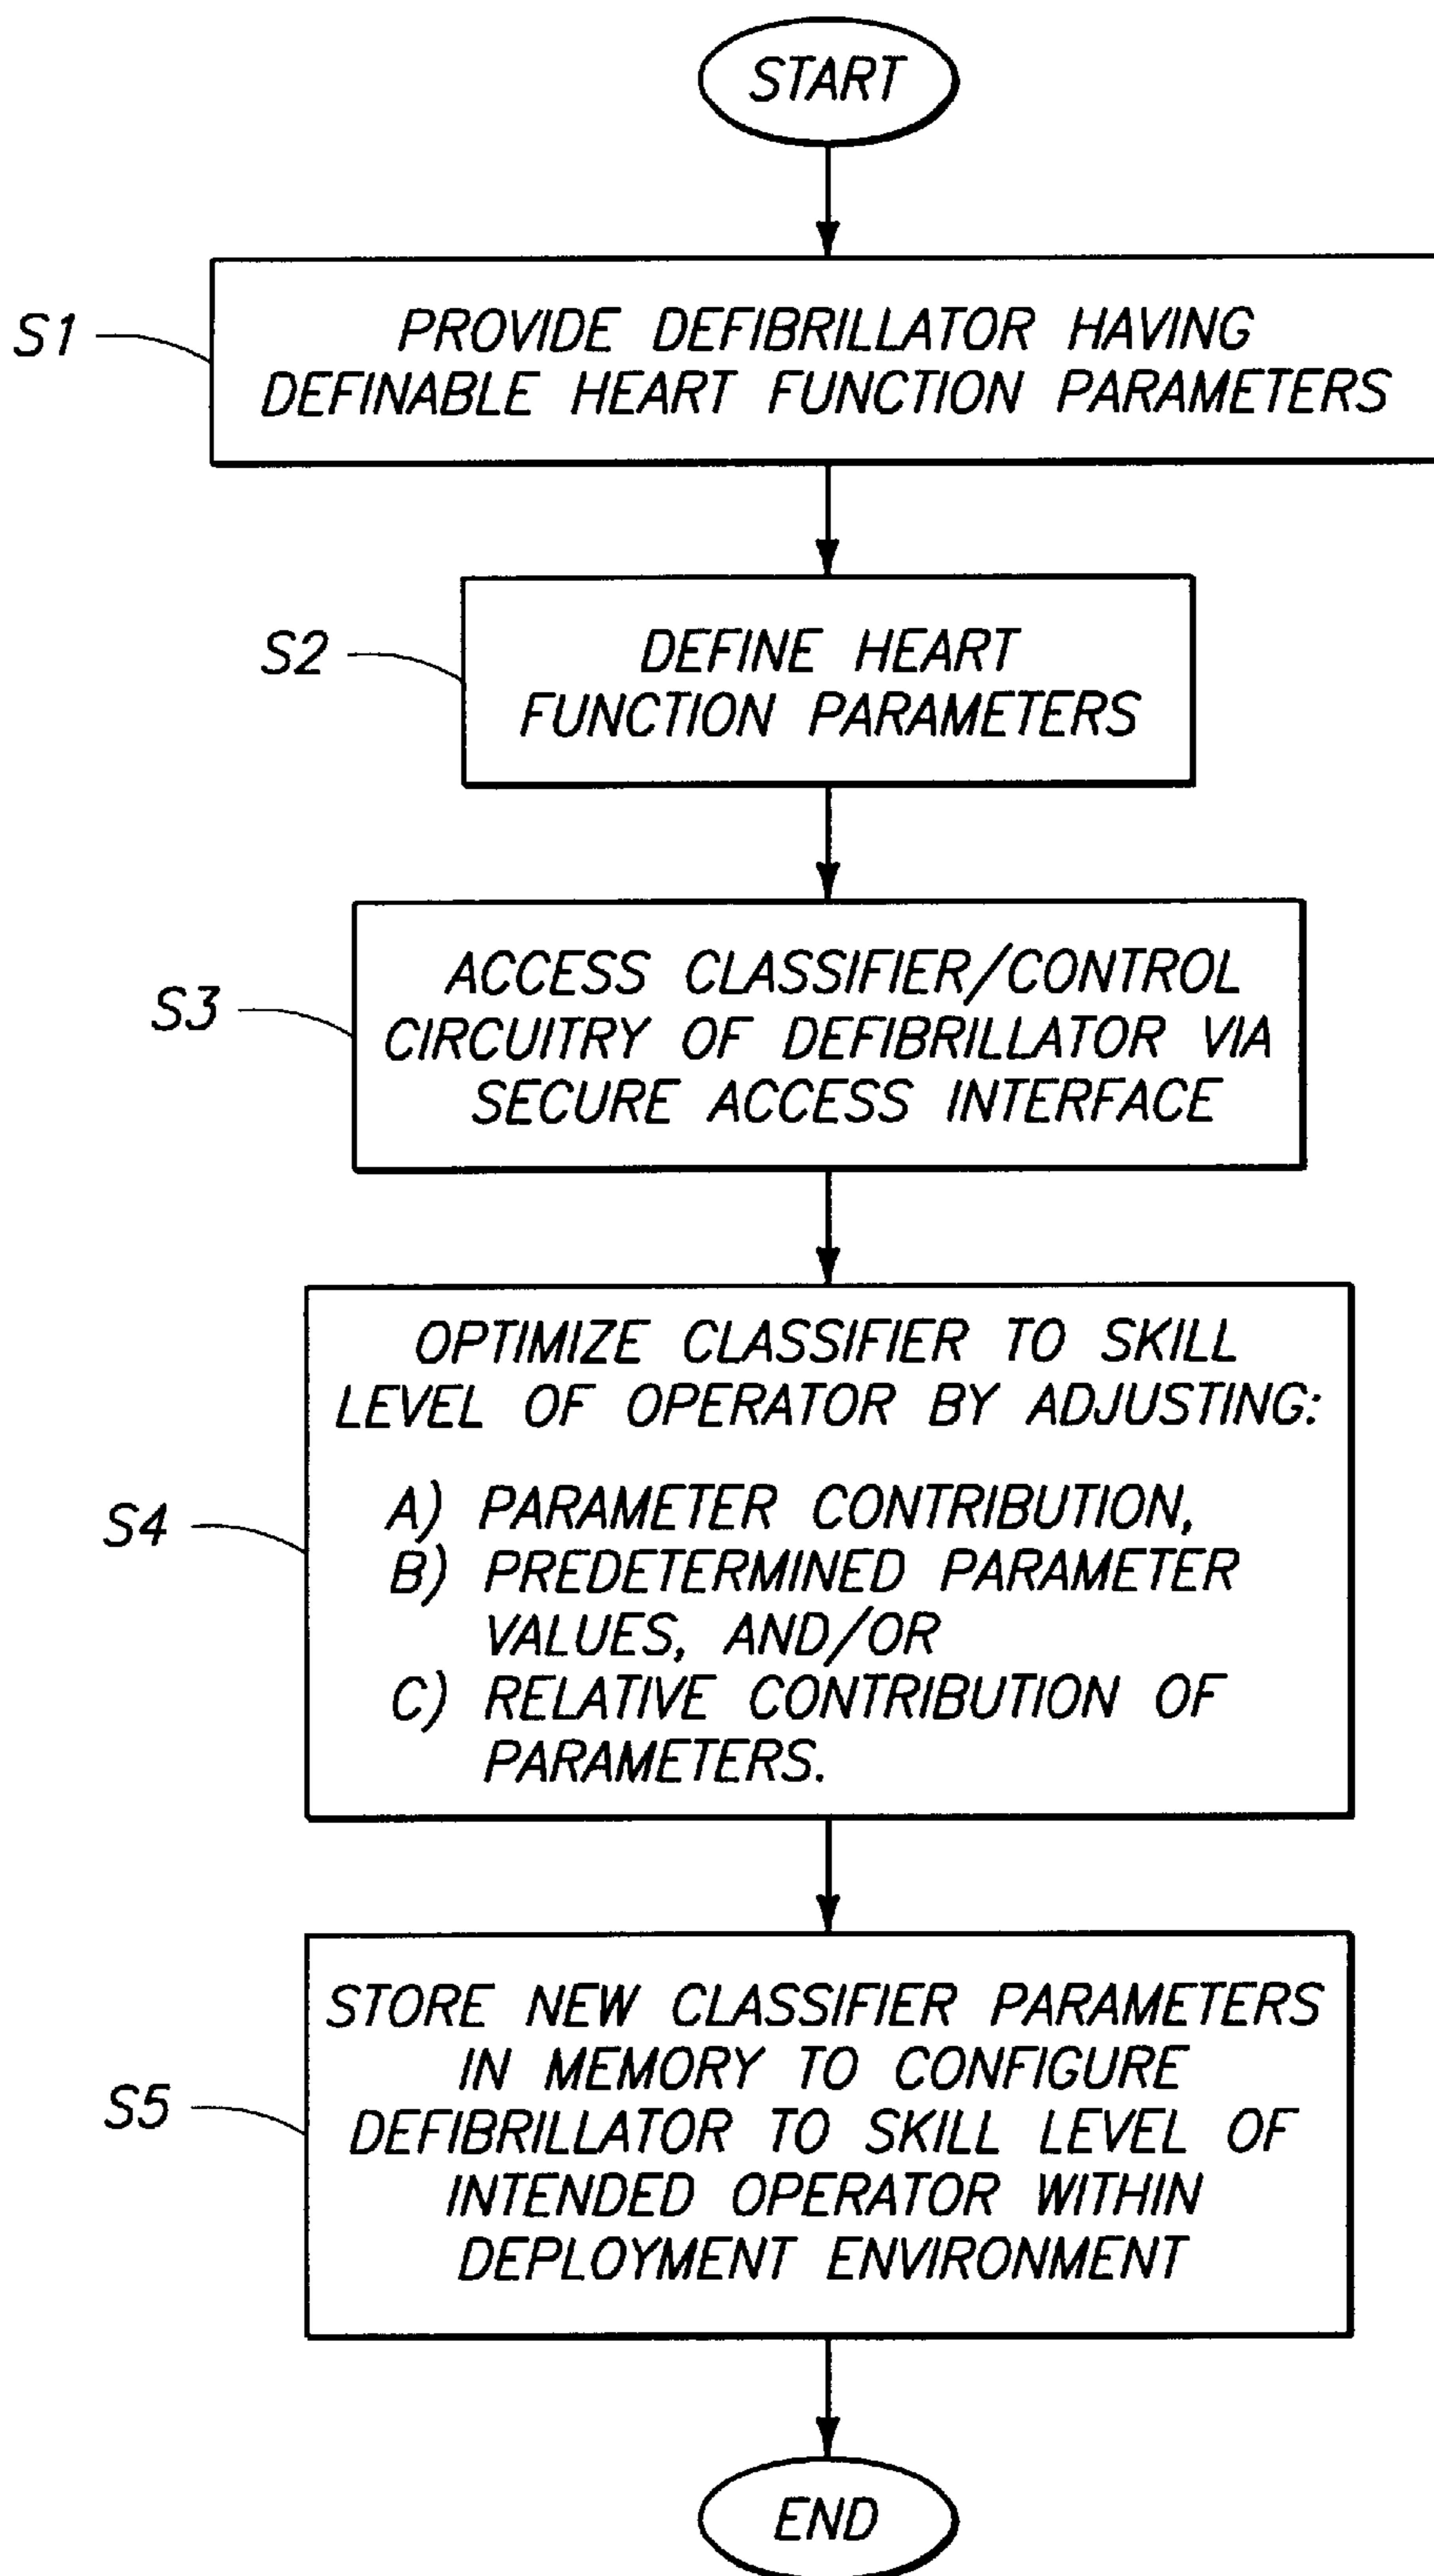 START
S1
PROVIDE DEFIBRILLATOR HAVING
DEFINABLE HEART FUNCTION PARAMETERS
S2
DEFINE HEART
FUNCTION PARAMETERS
S3
ACCESS CLASSIFIER/CONTROL
CIRCUITRY OF DEFIBRILLATOR VIA
SECURE ACCESS INTERFACE
S4
OPTIMIZE CLASSIFIER TO SKILL
LEVEL OF OPERATOR BY ADJUSTING:
A) PARAMETER CONTRIBUTION,
B) PREDETERMINED PARAMETER
VALUES, AND/OR
C) RELATIVE CONTRIBUTION OF
PARAMETERS.
S5
STORE NEW CLASSIFIER PARAMETERS
IN MEMORY TO CONFIGURE
DEFIBRILLATOR TO SKILL LEVEL OF
INTENDED OPERATOR WITHIN
DEPLOYMENT ENVIRONMENT
END